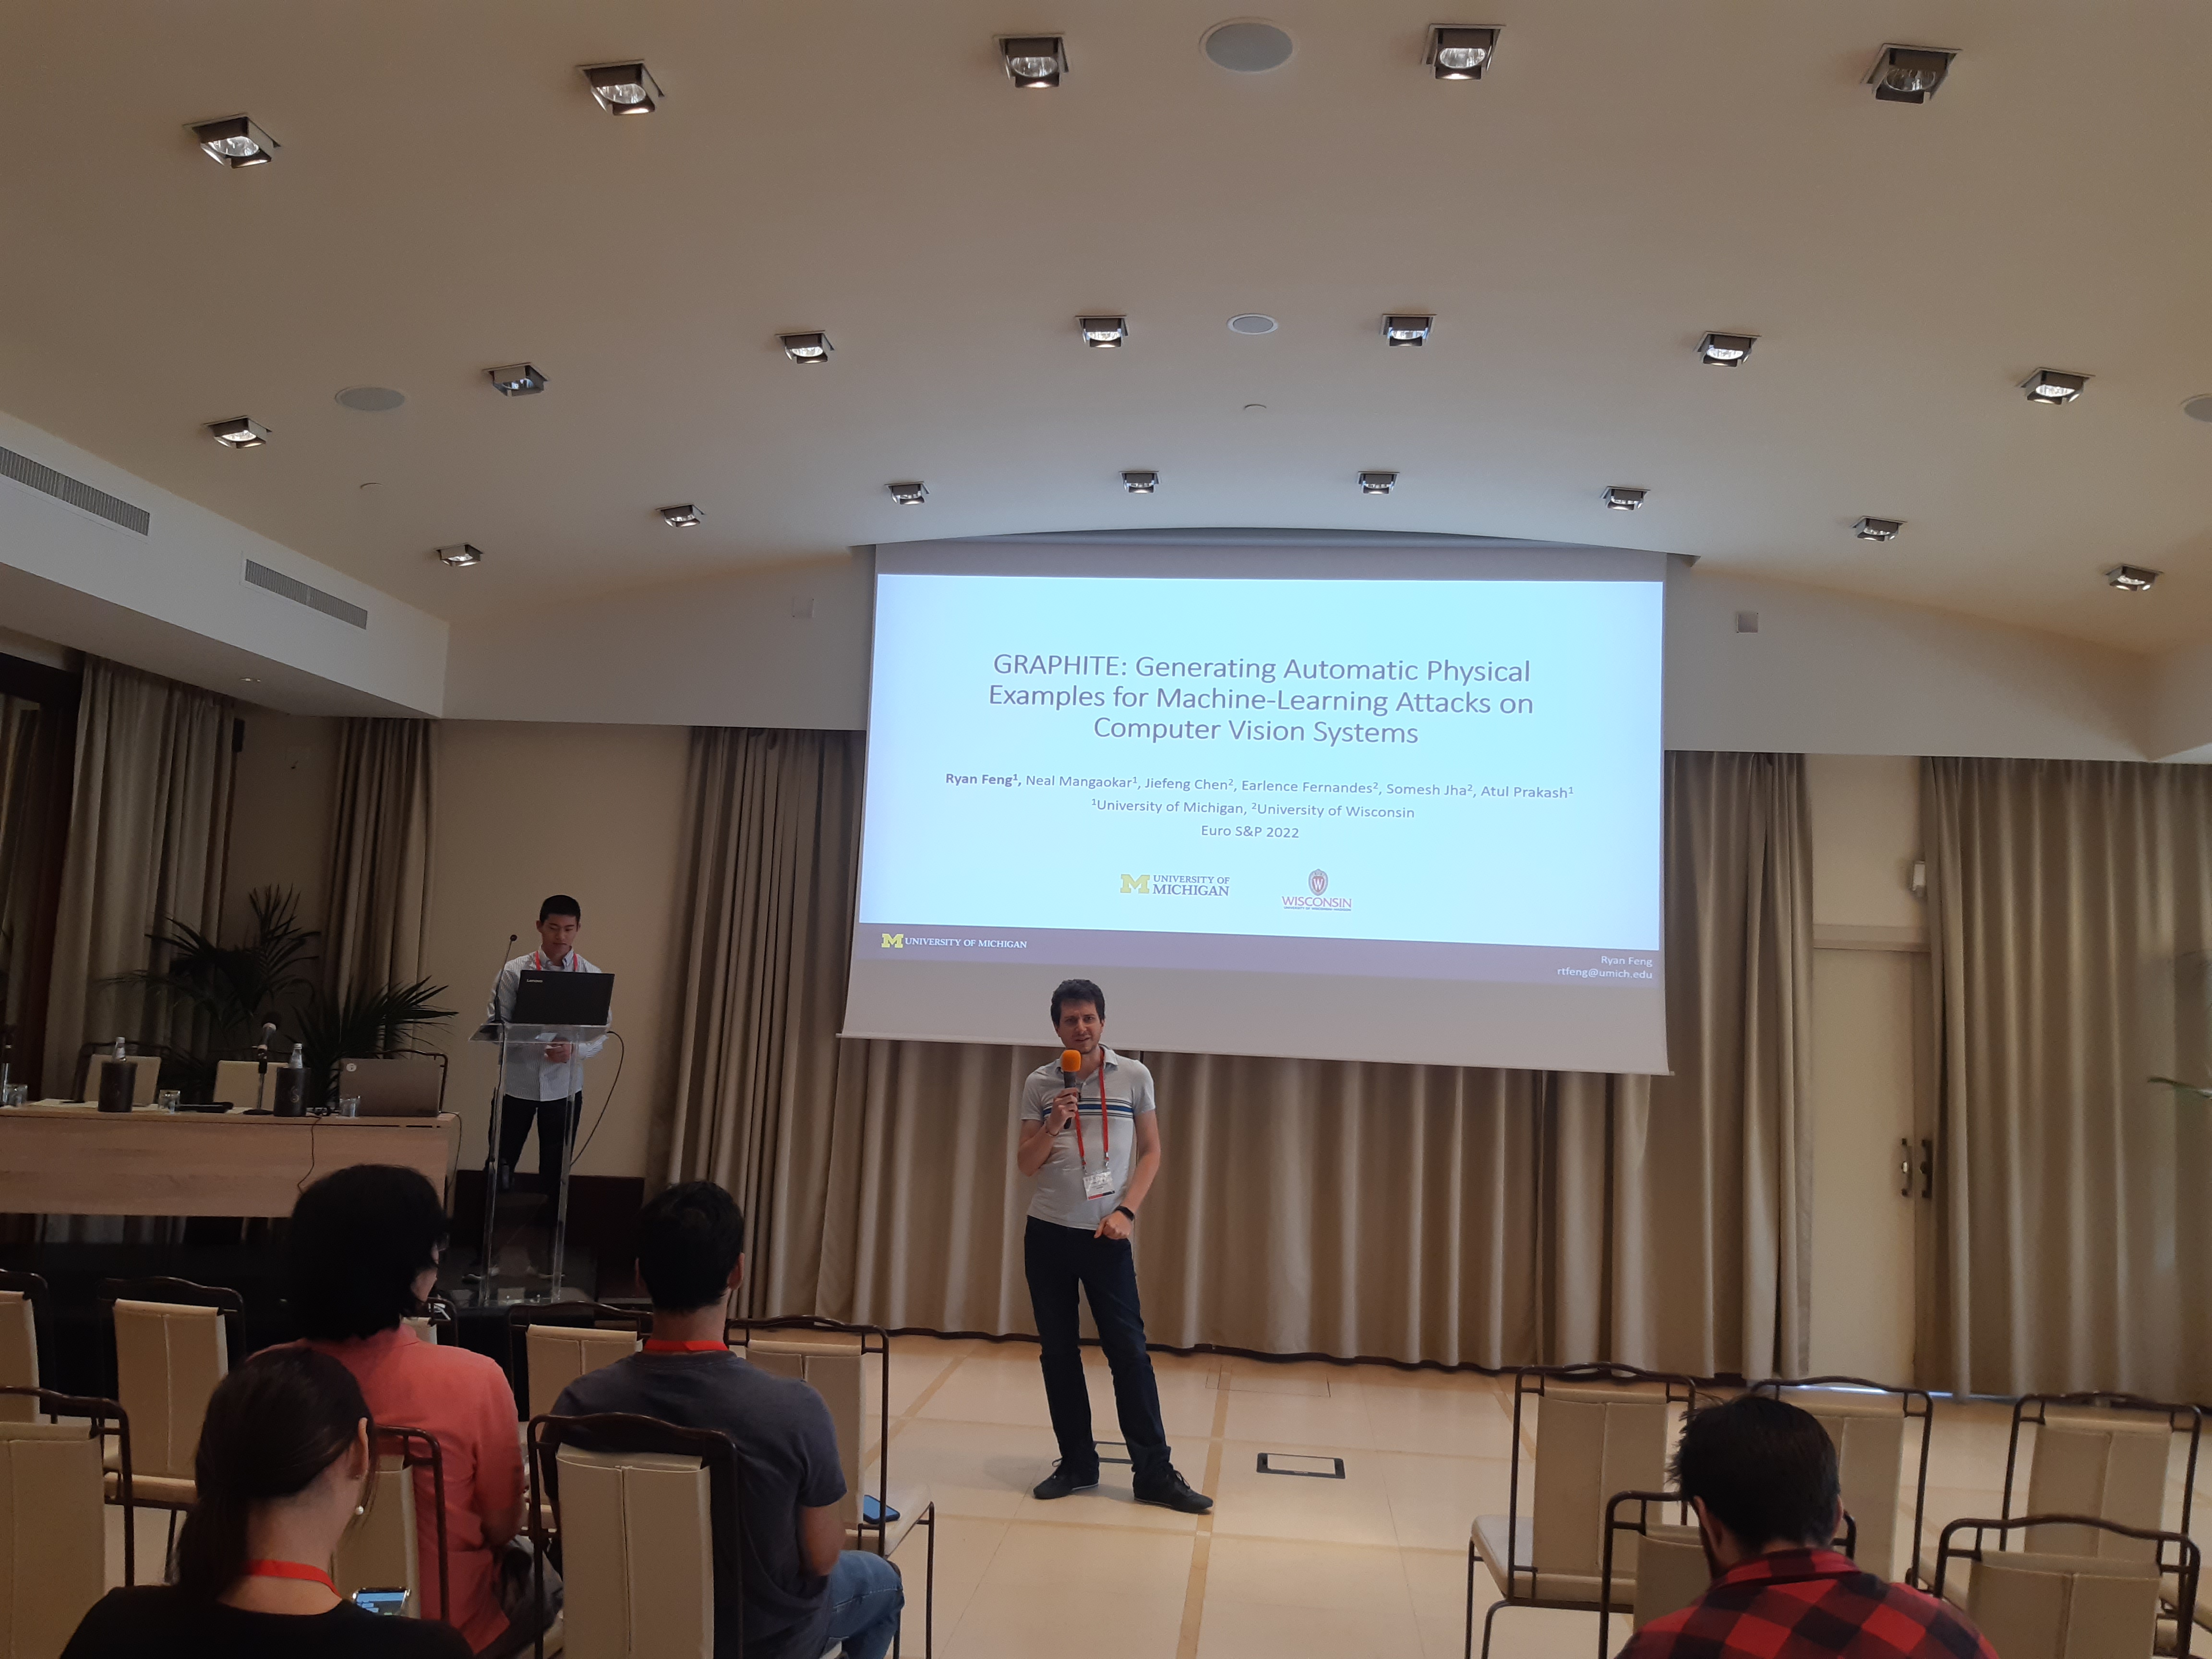 GRAPHITE: Generating Automatic Physical
Examples for Machine-Learning Attacks on
Computer Vision Systems
Ryan Feng¹, Neal Mangaokar¹, Jiefeng Chen², Earlence Fernandes², Somesh Jha², Atul Prakash¹
¹University of Michigan, ²University of Wisconsin
Euro S&P 2022
M UNIVERSITY OF
MICHIGAN
W
WISCONSIN
M UNIVERSITY OF MICHIGAN
Ryan Feng
rtfeng@umich.edu
Lenovo